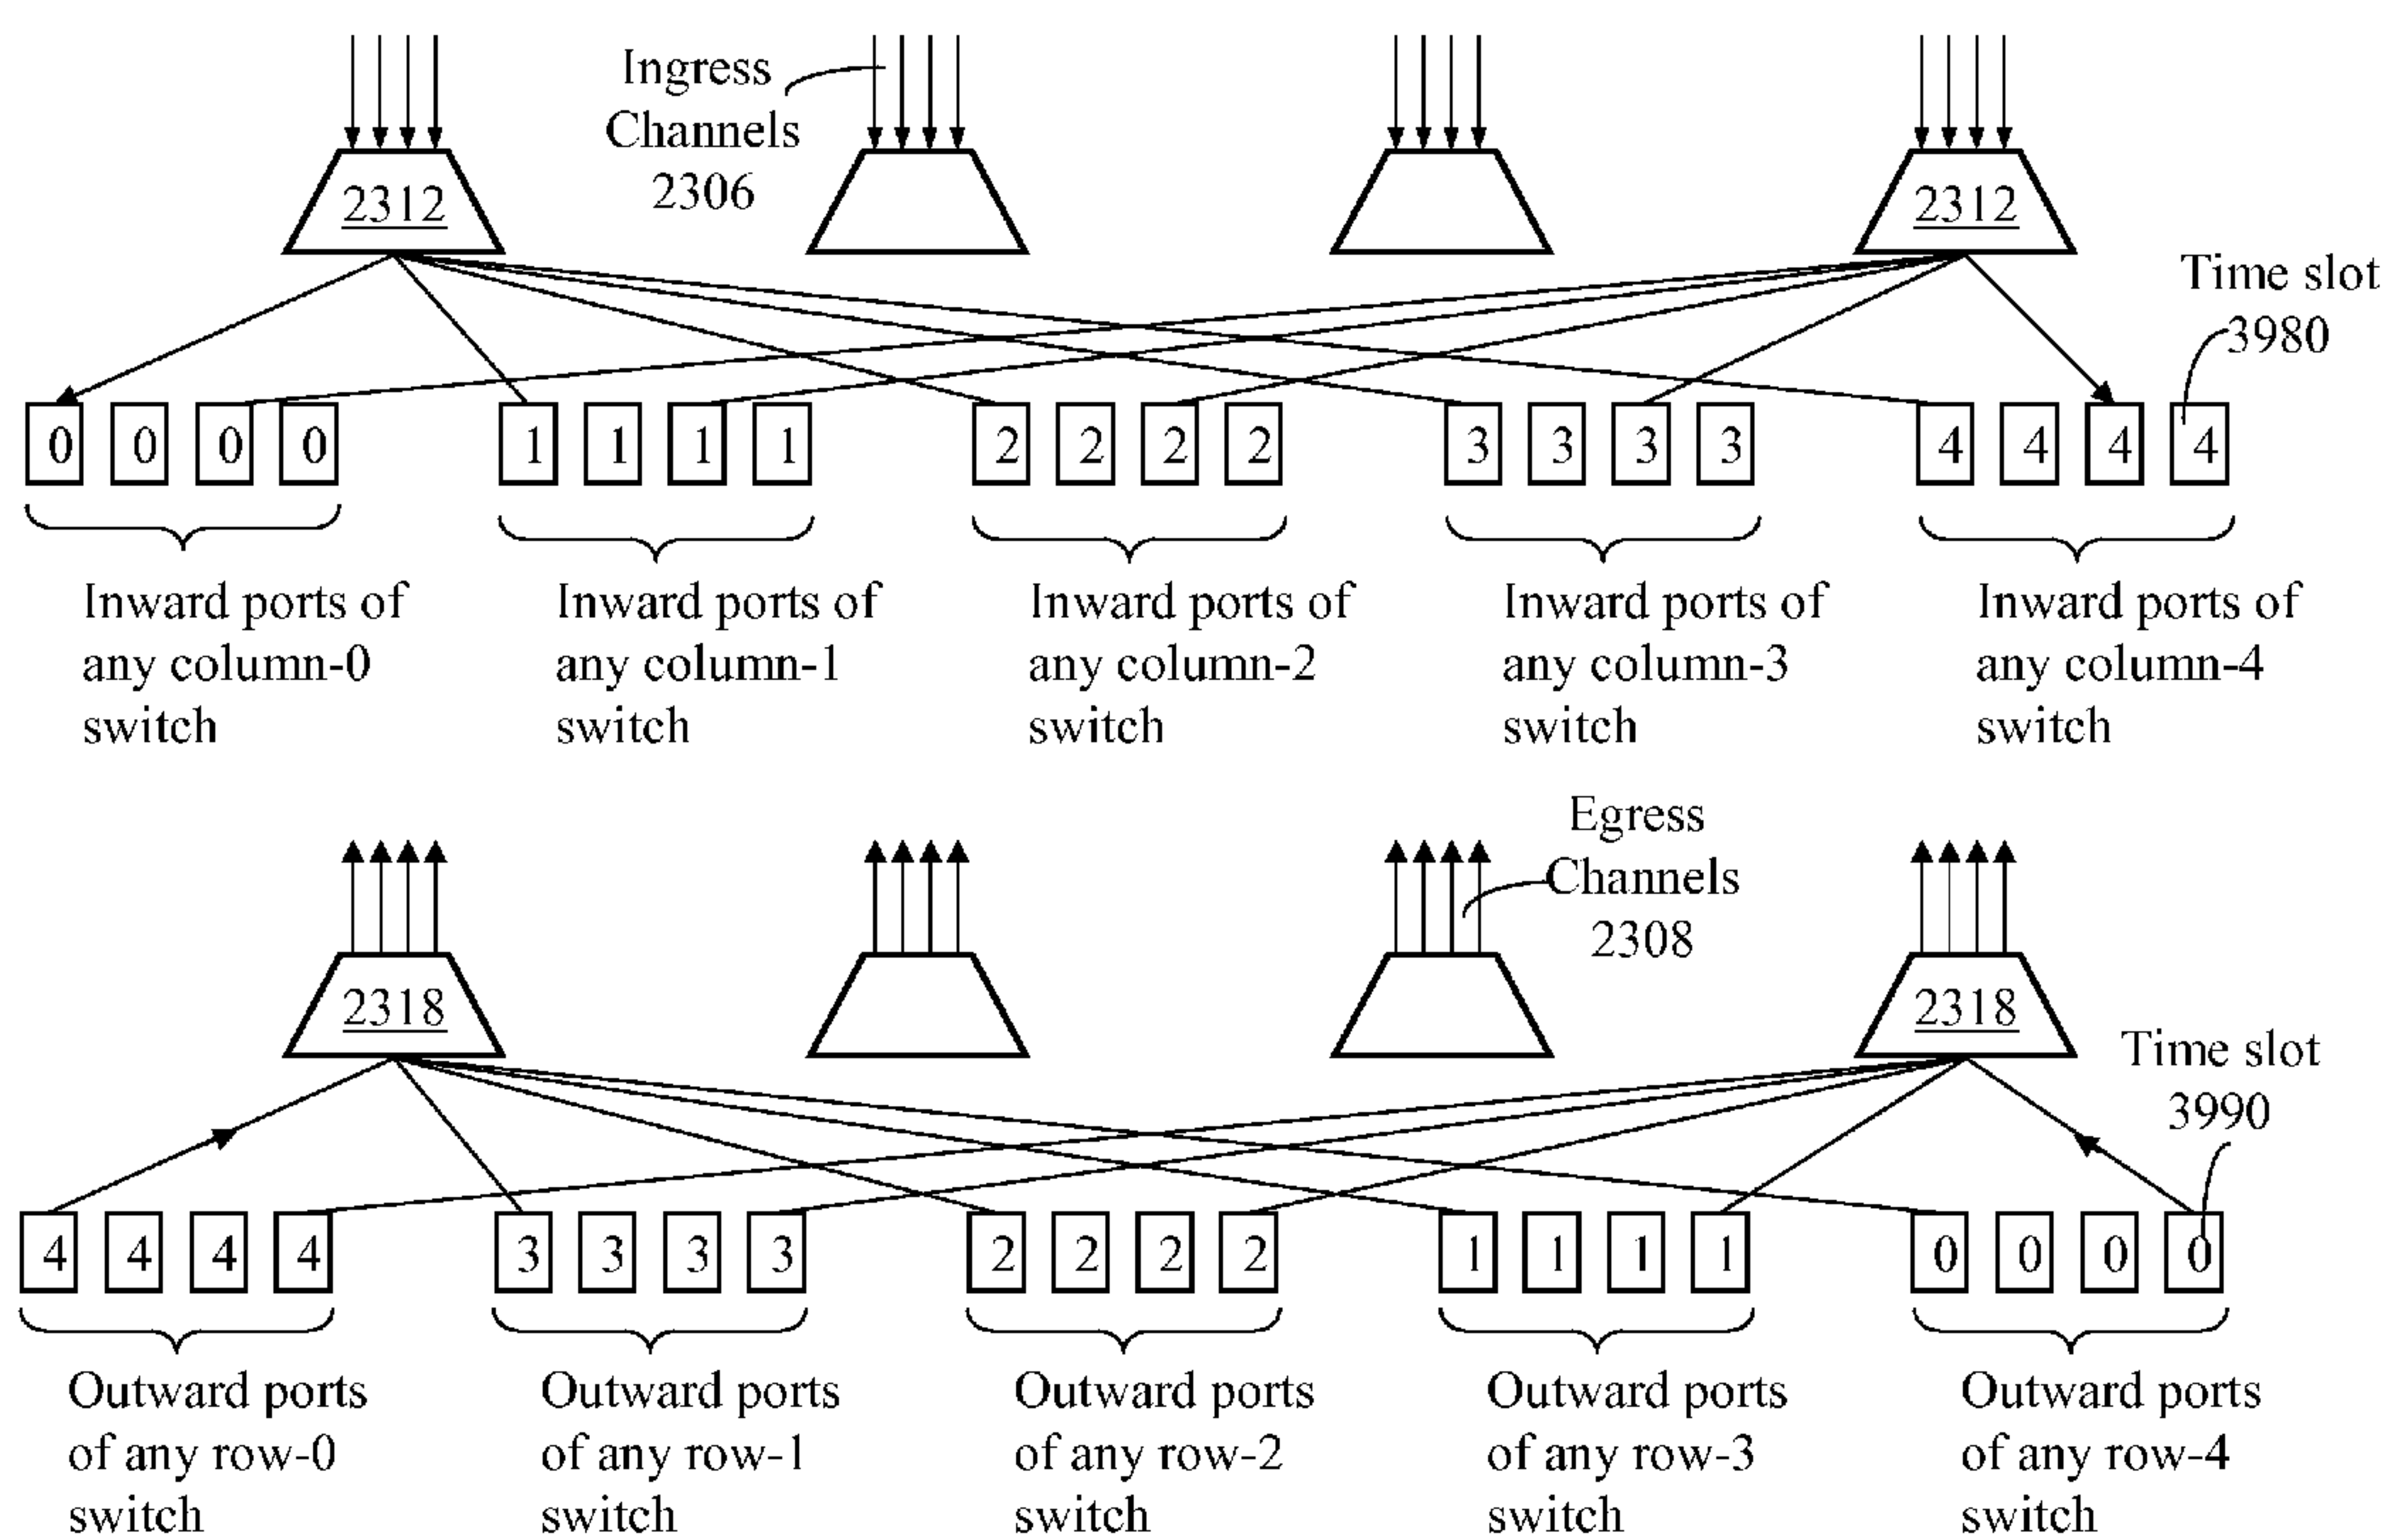 Ingress
Channels
2306
2312
2312
Time slot
3980
0 0 0 0 1 1 1 1 2 2 2 2 3 3 3 3 4 4 4 4
Inward ports of
any column-0
switch
Inward ports of
any column-1
switch
Inward ports of
any column-2
switch
Inward ports of
any column-3
switch
Inward ports of
any column-4
switch
Egress
Channels
2308
2318
2318
Time slot
3990
4 4 4 4 3 3 3 3 2 2 2 2 1 1 1 1 0 0 0 0
Outward ports
of any row-0
switch
Outward ports
of any row-1
switch
Outward ports
of any row-2
switch
Outward ports
of any row-3
switch
Outward ports
of any row-4
switch